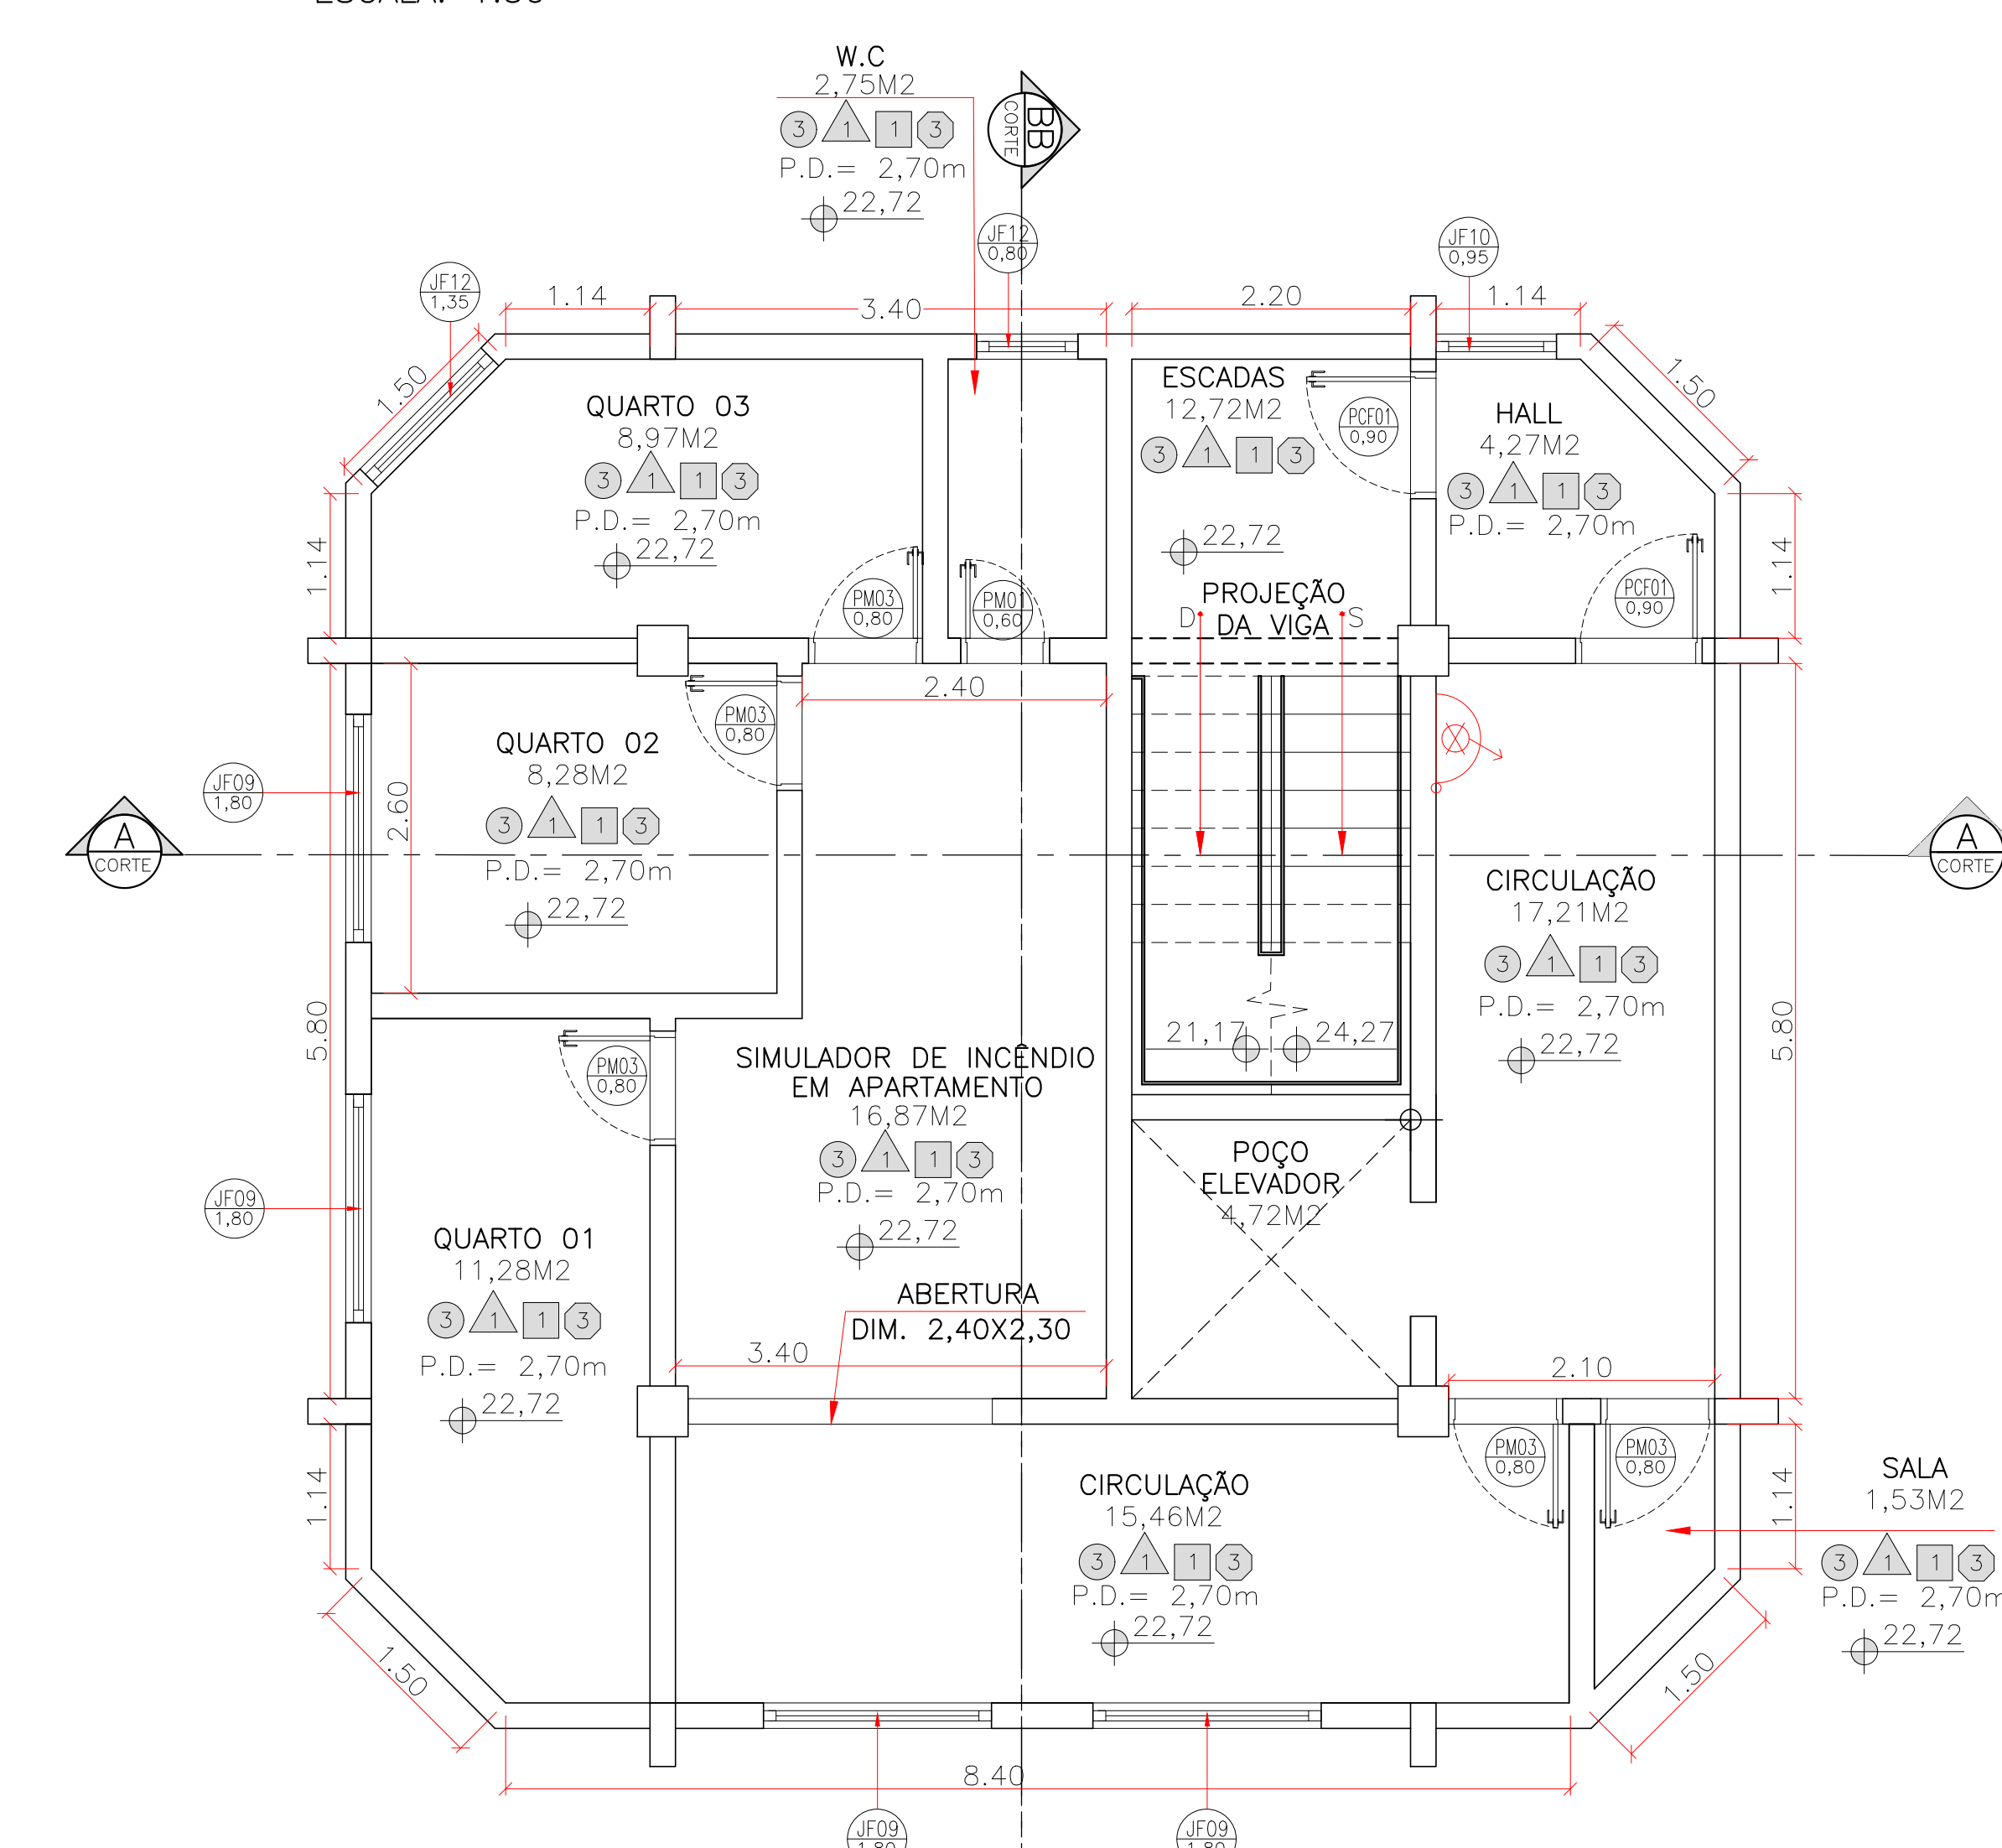 W.C
2,75M2
3 1 1 3
P.D.= 2,70m
22,72
BB
CORTE
JF12
0,80
JF10
0,95
JF12
1,35
1.14
3.40
2.20
1.14
1.50
1.50
QUARTO 03
8,97M2
3 1 1 3
P.D.= 2,70m
22,72
ESCADAS
12,72M2
3 1 1 3
22,72
PCF01
0,90
HALL
4,27M2
3 1 1 3
P.D.= 2,70m
1.14
1.14
PM03
0,80
PM01
0,60
PCF01
0,90
PROJEÇÃO
DA VIGA
D
S
2.40
PM03
0,80
QUARTO 02
8,28M2
3 1 1 3
P.D.= 2,70m
22,72
2.60
JF09
1,80
A
CORTE
A
CORTE
CIRCULAÇÃO
17,21M2
3 1 1 3
P.D.= 2,70m
22,72
5.80
5.80
21,17
24,27
PM03
0,80
SIMULADOR DE INCÊNDIO
EM APARTAMENTO
16,87M2
3 1 1 3
P.D.= 2,70m
22,72
POÇO
ELEVADOR
4,72M2
JF09
1,80
QUARTO 01
11,28M2
3 1 1 3
P.D.= 2,70m
22,72
ABERTURA
DIM. 2,40X2,30
3.40
2.10
PM03
0,80
PM03
0,80
1.14
1.14
CIRCULAÇÃO
15,46M2
3 1 1 3
P.D.= 2,70m
22,72
SALA
1,53M2
3 1 1 3
P.D.= 2,70m
22,72
1.50
1.50
8.40
JF09
1,80
JF09
1,80